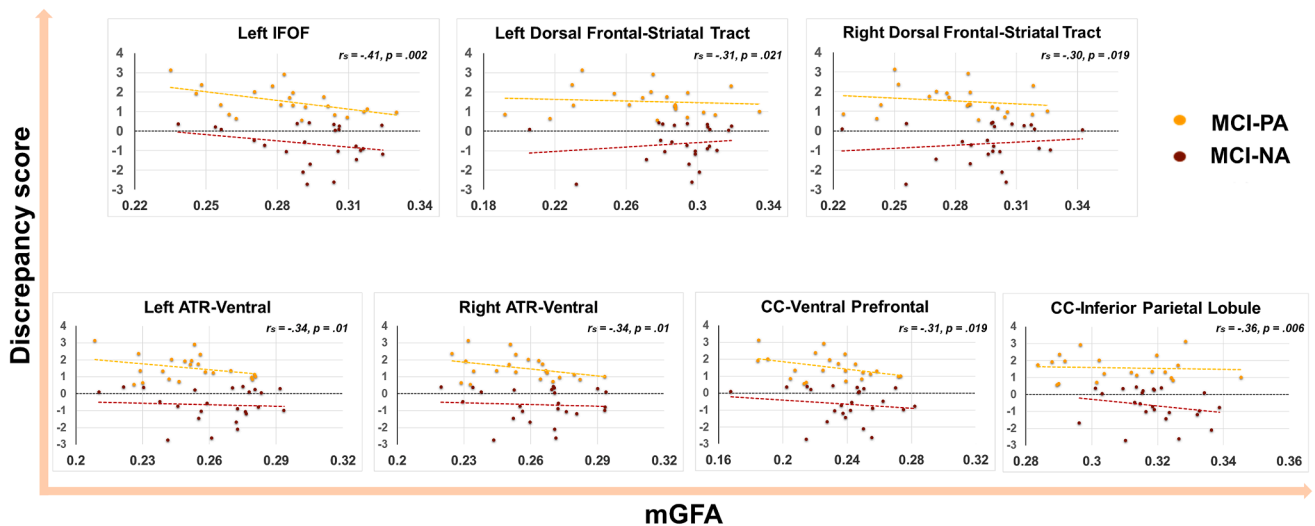 Discrepancy score
Left IFOF
rs = -.41, p = .002
4
3
2
1
0
-1
-2
-3
0.22 0.25 0.28 0.31 0.34
Left Dorsal Frontal-Striatal Tract
rs = -.31, p = .021
4
3
2
1
0
-1
-2
-3
0.18 0.22 0.26 0.3 0.34
Right Dorsal Frontal-Striatal Tract
rs = -.30, p = .019
4
3
2
1
0
-1
-2
-3
0.22 0.25 0.28 0.31 0.34
MCI-PA
MCI-NA
Left ATR-Ventral
rs = -.34, p = .01
4
3
2
1
0
-1
-2
-3
0.2 0.23 0.26 0.29 0.32
Right ATR-Ventral
rs = -.34, p = .01
4
3
2
1
0
-1
-2
-3
0.2 0.23 0.26 0.29 0.32
CC-Ventral Prefrontal
rs = -.31, p = .019
4
3
2
1
0
-1
-2
-3
0.16 0.2 0.24 0.28 0.32
CC-Inferior Parietal Lobule
rs = -.36, p = .006
4
3
2
1
0
-1
-2
-3
0.28 0.3 0.32 0.34 0.36
mGFA